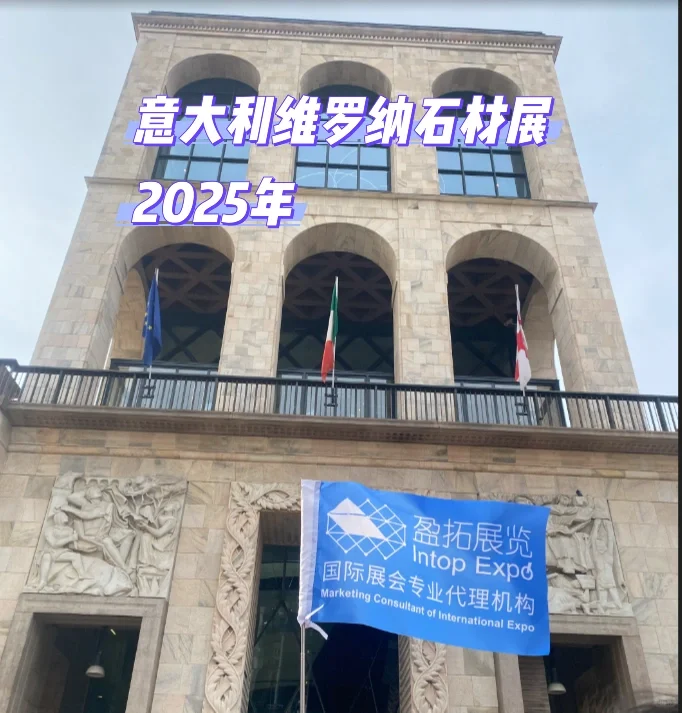 意大利维罗纳石材展
2025年
盈拓展览
Intop Expo
国际展会专业代理机构
Marketing Consultant of International Expo